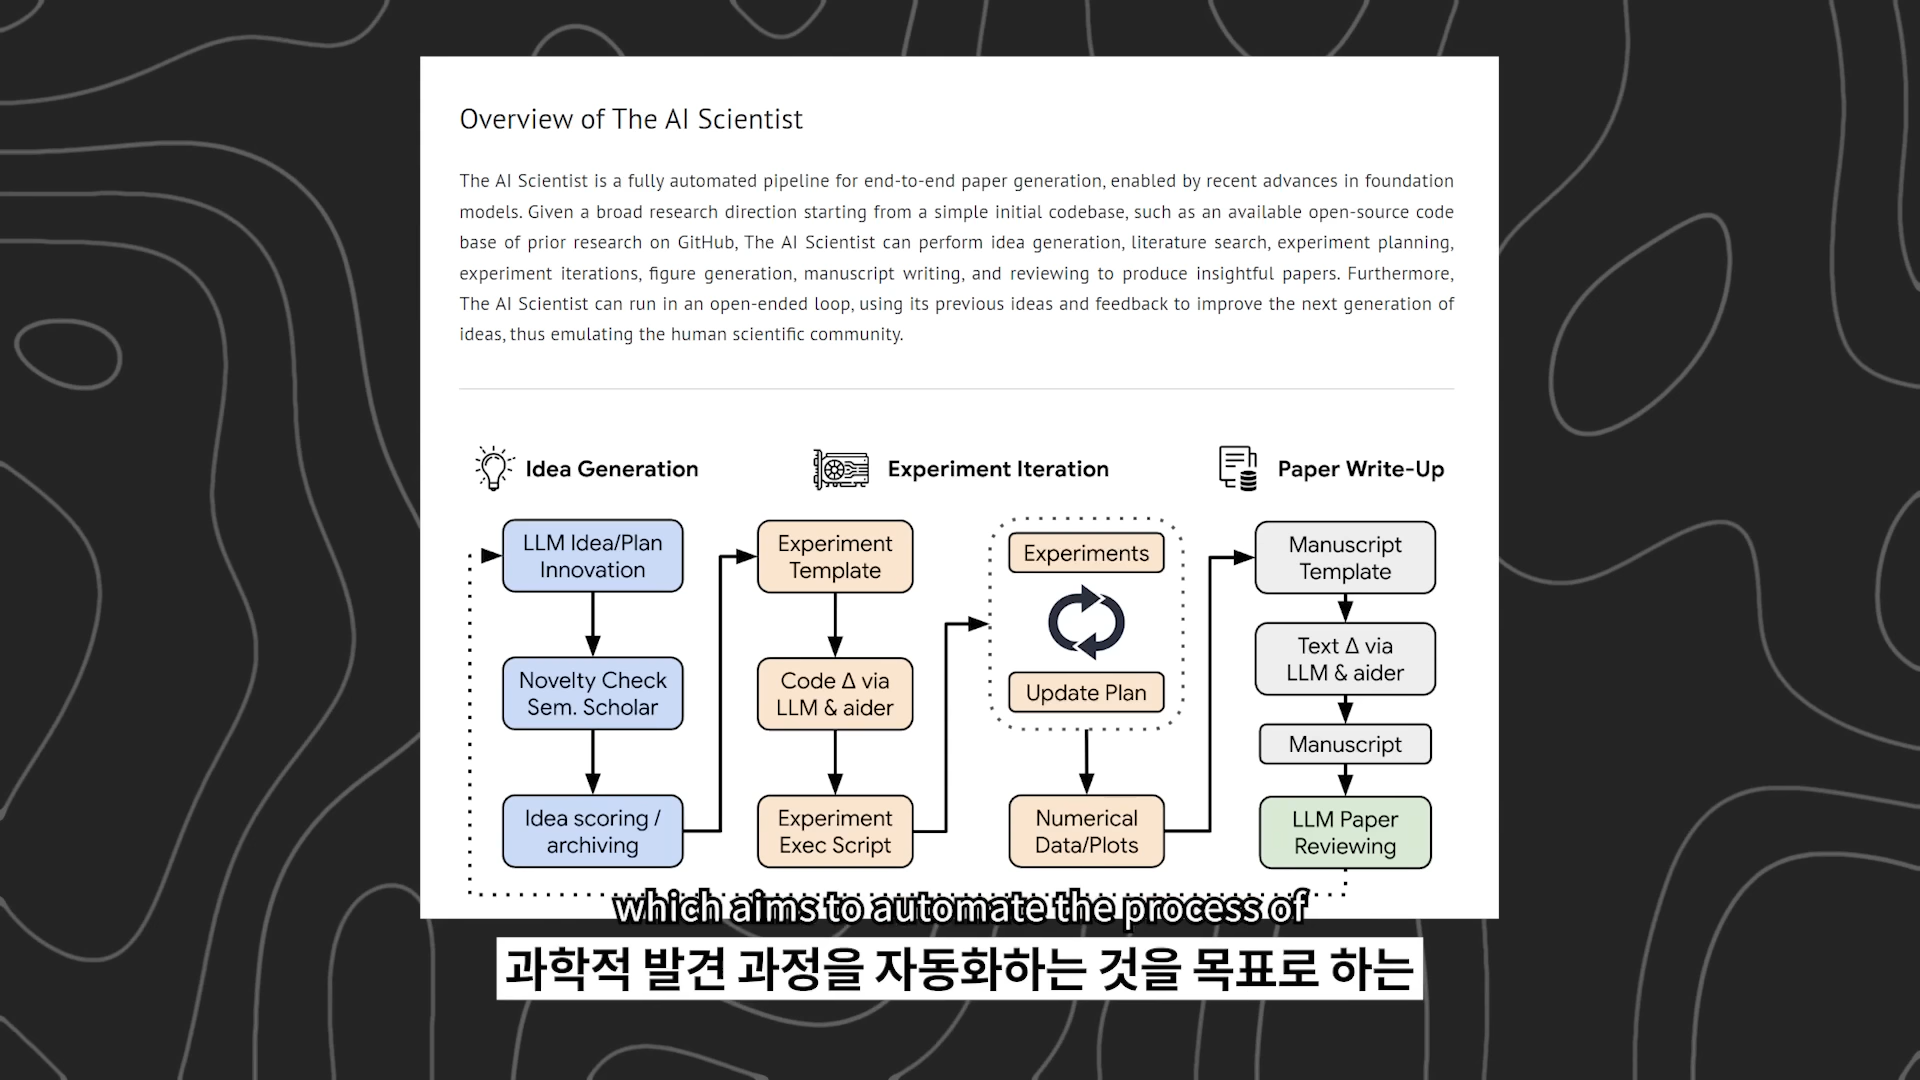 Overview of The AI Scientist
The AI Scientist is a fully automated pipeline for end-to-end paper generation, enabled by recent advances in foundation
models. Given a broad research direction starting from a simple initial codebase, such as an available open-source code
base of prior research on GitHub, The AI Scientist can perform idea generation, literature search, experiment planning,
experiment iterations, figure generation, manuscript writing, and reviewing to produce insightful papers. Furthermore,
The AI Scientist can run in an open-ended loop, using its previous ideas and feedback to improve the next generation of
ideas, thus emulating the human scientific community.
Idea Generation
LLM Idea/Plan
Innovation
Novelty Check
Sem. Scholar
Idea scoring /
archiving
Experiment Iteration
Experiment
Template
Code Δ via
LLM & aider
Experiment
Exec Script
Experiments
Update Plan
Numerical
Data/Plots
Paper Write-Up
Manuscript
Template
Text Δ via
LLM & aider
Manuscript
LLM Paper
Reviewing
which aims to automate the process of
과학적 발견 과정을 자동화하는 것을 목표로 하는